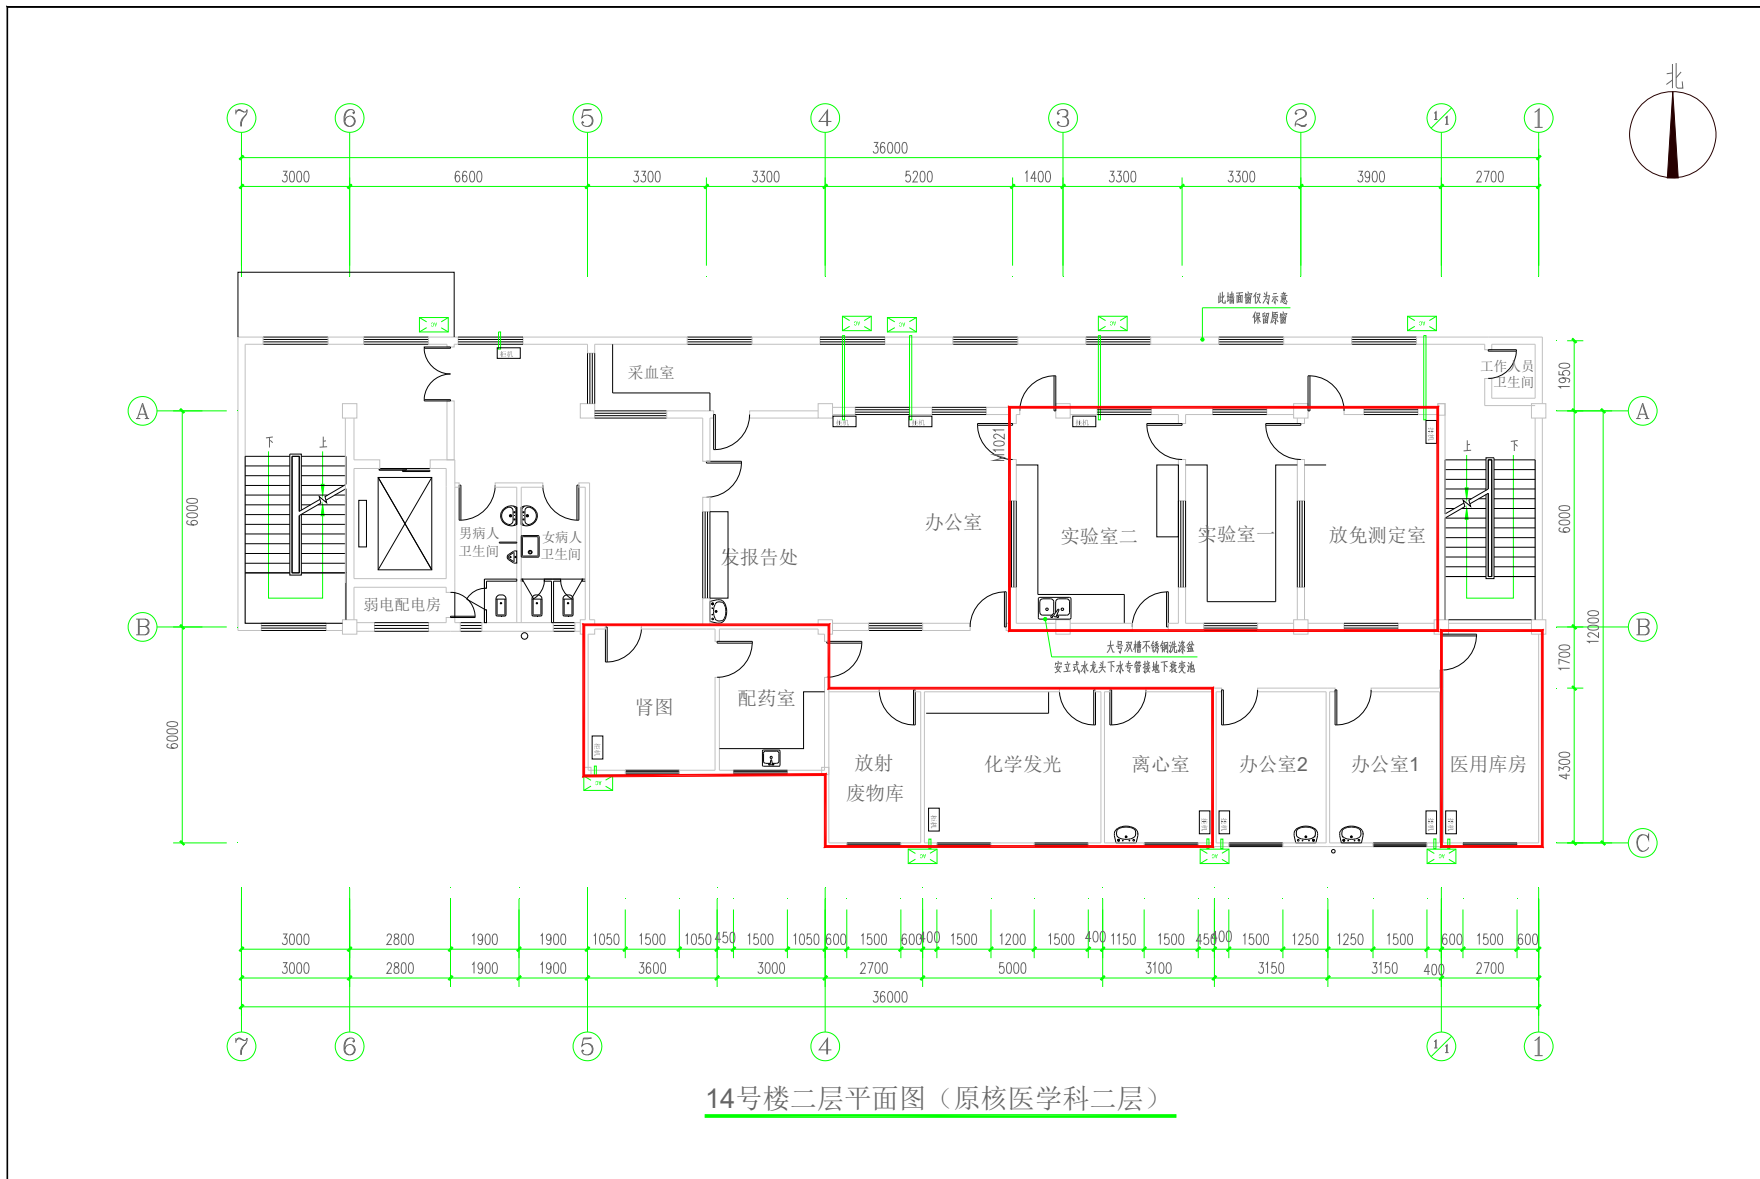 北
7
6
5
4
3
2
1/1
1
36000
3000
6600
3300
3300
5200
1400
3300
3300
3900
2700
此墙面窗仅为示意
保留原窗
采血室
工作人员
卫生间
1950
A
A
下
上
M1021
上
下
6000
6000
办公室
实验室二
实验室一
放免测定室
男病人
卫生间
女病人
卫生间
发报告处
弱电配电房
B
B
12000
大号双槽不锈钢洗涤盆
安立式水龙头下水专管接地下衰变池
1700
肾图
配药室
6000
放射
废物库
化学发光
离心室
办公室2
办公室1
医用库房
4300
C
3000
2800
1900
1900
1050
1500
1050
450
1500
1050
600
1500
600
400
1500
1200
1500
400
1150
1500
450
400
1500
1250
1250
1500
600
1500
600
3000
2800
1900
1900
3600
3000
2700
5000
3100
3150
3150
400
2700
36000
7
6
5
4
1/1
1
14号楼二层平面图（原核医学科二层）